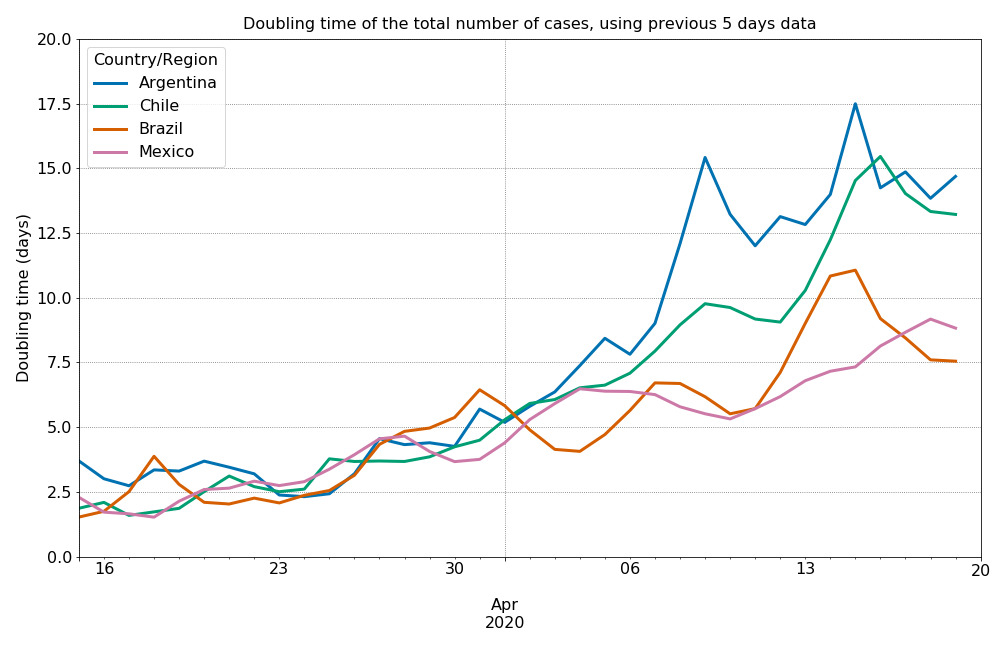 Doubling time of the total number of cases, using previous 5 days data
20.0
17.5
15.0
12.5
10.0
7.5
5.0
2.5
0.0
Doubling time (days)
Country/Region
Argentina
Chile
Brazil
Mexico
16 23 30 06 13 20
Apr
2020